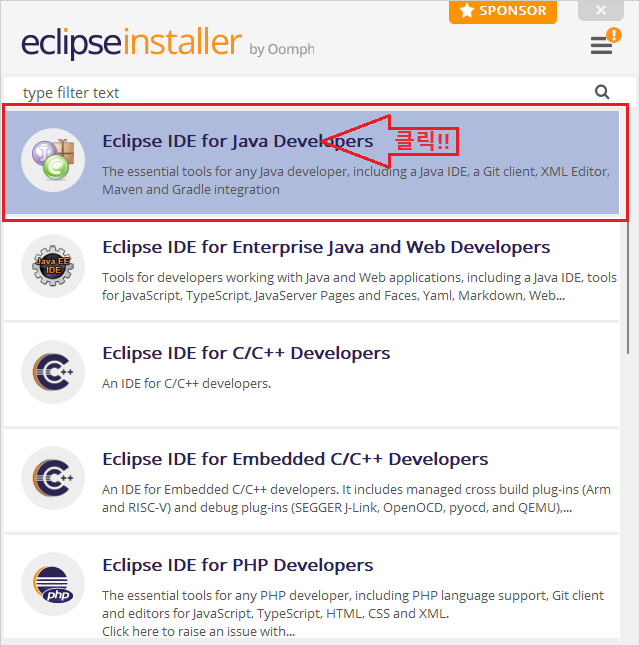 SPONSOR
eclipseinstaller by Oomph
!
type filter text
Eclipse IDE for Java Developers
클릭!!
The essential tools for any Java developer, including a Java IDE, a Git client, XML Editor,
Maven and Gradle integration
Java EE
IDE
Eclipse IDE for Enterprise Java and Web Developers
Tools for developers working with Java and Web applications, including a Java IDE, tools
for JavaScript, TypeScript, JavaServer Pages and Faces, Yaml, Markdown, Web...
C++
Eclipse IDE for C/C++ Developers
An IDE for C/C++ developers.
C++
Eclipse IDE for Embedded C/C++ Developers
An IDE for Embedded C/C++ developers. It includes managed cross build plug-ins (Arm
and RISC-V) and debug plug-ins (SEGGER J-Link, OpenOCD, pyocd, and QEMU),...
php
Eclipse IDE for PHP Developers
The essential tools for any PHP developer, including PHP language support, Git client
and editors for JavaScript, TypeScript, HTML, CSS and XML.
Click here to raise an issue with...